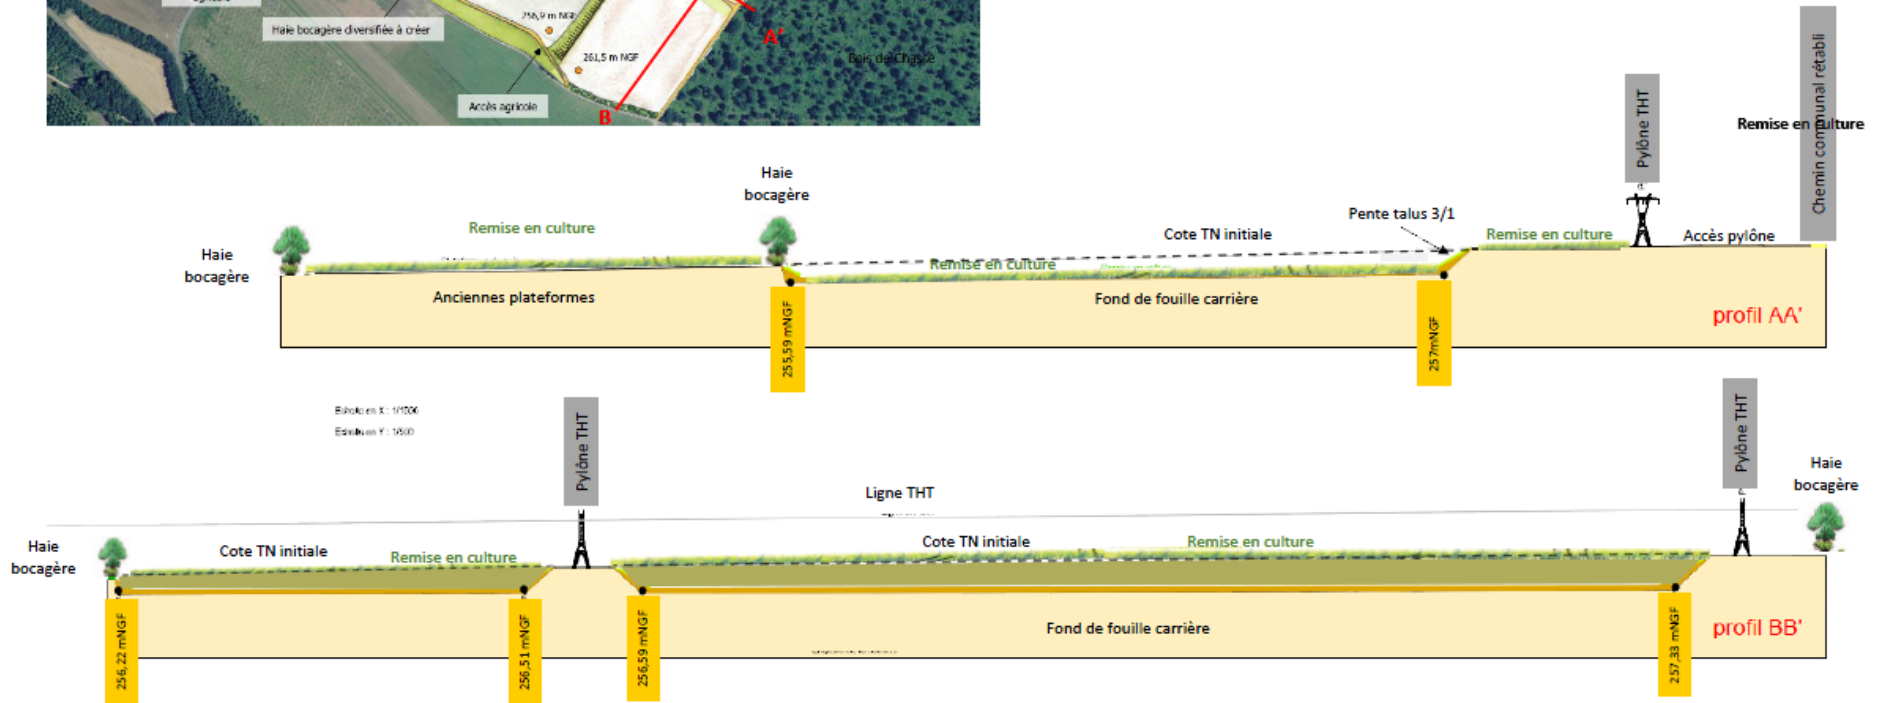 agricole
Haie bocagère diversifiée à créer
256,9 m NGF
261,5 m NGF
Accès agricole
A'
B
Bois de Chasse
Chemin communal rétabli
Remise en culture
Pylône THT
Haie
bocagère
Haie
bocagère
Remise en culture
Cote TN initiale
Pente talus 3/1
Remise en culture
Accès pylône
Remise en culture
Anciennes plateformes
Fond de fouille carrière
255,59 mNGF
257mNGF
profil AA'
Echelle en X : 1/1500
Echelle en Y : 1/500
Pylône THT
Pylône THT
Ligne THT
Haie
bocagère
Haie
bocagère
Cote TN initiale
Remise en culture
Cote TN initiale
Remise en culture
Fond de fouille carrière
256,22 mNGF
256,51 mNGF
256,59 mNGF
257,33 mNGF
profil BB'